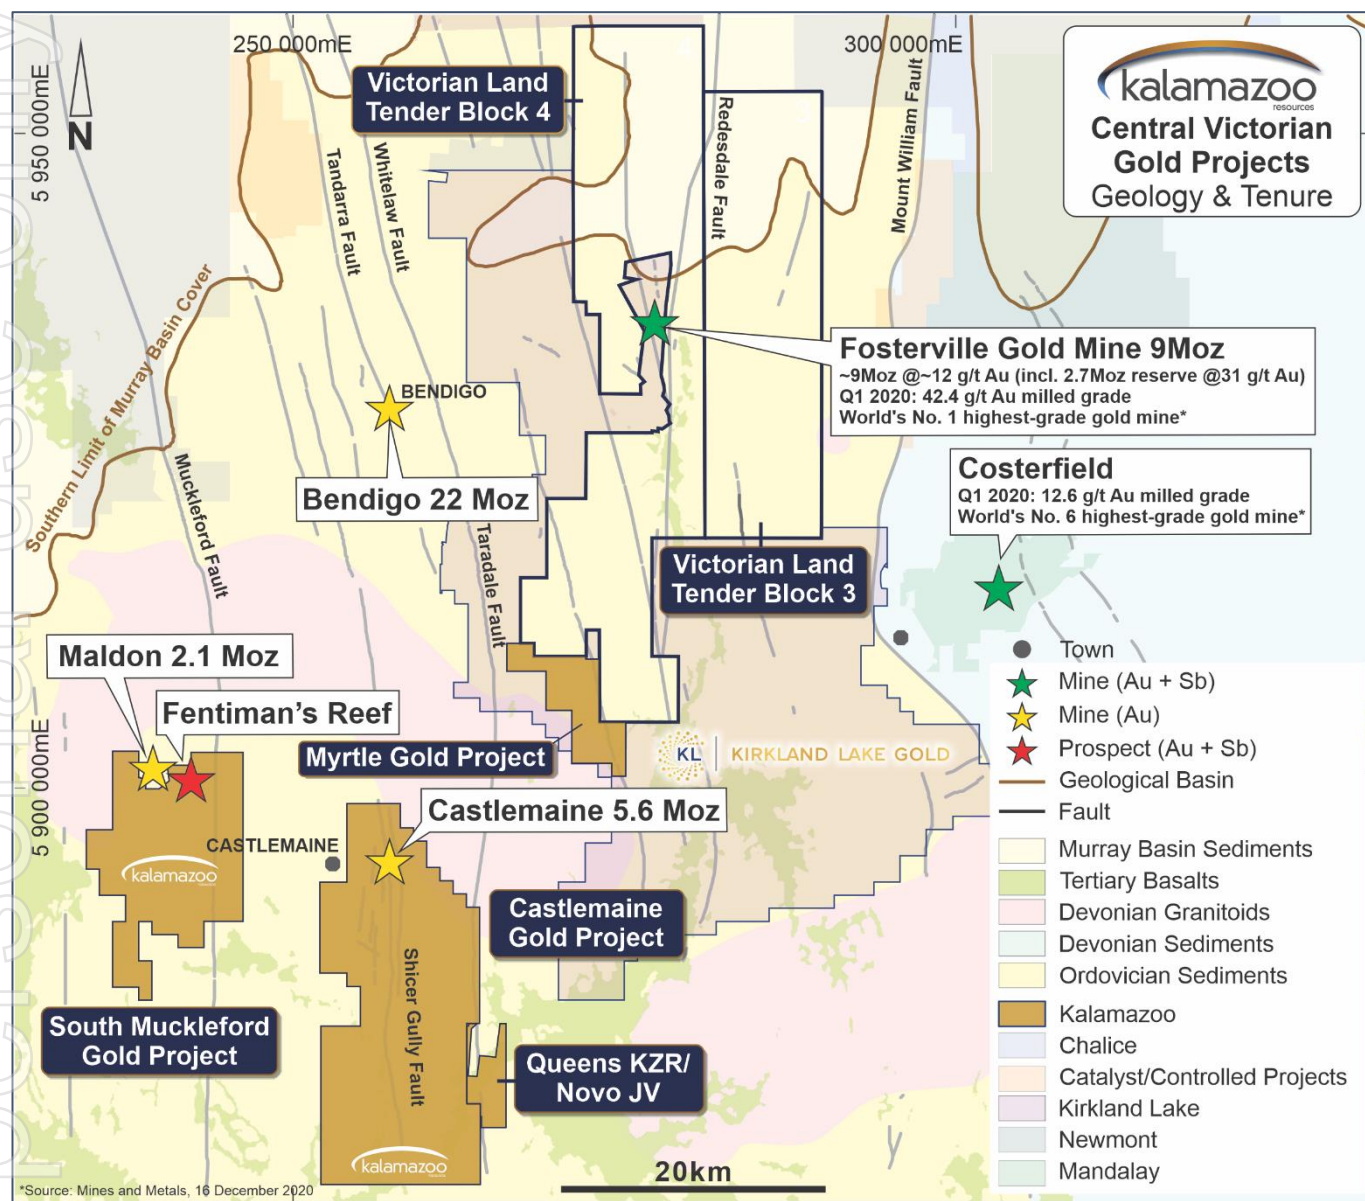 250 000mE
300 000mE
5 950 000mE
5 900 000mE
N
kalamazoo
resources
Central Victorian
Gold Projects
Geology & Tenure
Victorian Land
Tender Block 4
Tandarra Fault
Whitelaw Fault
Redesdale Fault
Mount William Fault
Southern Limit of Murray Basin Cover
Muckleford Fault
Taradale Fault
Fosterville Gold Mine 9Moz
~9Moz @~12 g/t Au (incl. 2.7Moz reserve @31 g/t Au)
Q1 2020: 42.4 g/t Au milled grade
World's No. 1 highest-grade gold mine*
BENDIGO
Bendigo 22 Moz
Costerfield
Q1 2020: 12.6 g/t Au milled grade
World's No. 6 highest-grade gold mine*
Victorian Land
Tender Block 3
Maldon 2.1 Moz
Fentiman's Reef
Myrtle Gold Project
KL KIRKLAND LAKE GOLD
Castlemaine 5.6 Moz
CASTLEMAINE
kalamazoo
Castlemaine
Gold Project
Shicer Gully Fault
South Muckleford
Gold Project
Queens KZR/
Novo JV
kalamazoo
20km
*Source: Mines and Metals, 16 December 2020
Town
Mine (Au + Sb)
Mine (Au)
Prospect (Au + Sb)
Geological Basin
Fault
Murray Basin Sediments
Tertiary Basalts
Devonian Granitoids
Devonian Sediments
Ordovician Sediments
Kalamazoo
Chalice
Catalyst/Controlled Projects
Kirkland Lake
Newmont
Mandalay